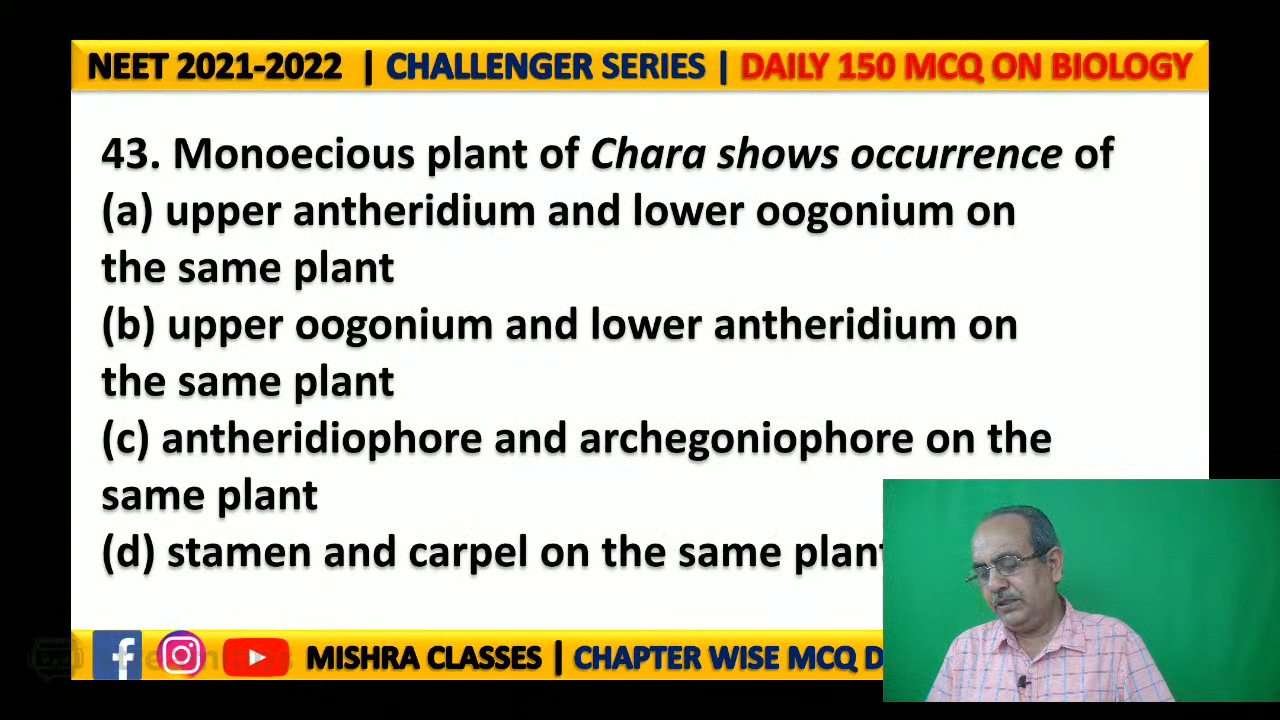 NEET 2021-2022 | CHALLENGER SERIES | DAILY 150 MCQ ON BIOLOGY
43. Monoecious plant of Chara shows occurrence of
(a) upper antheridium and lower oogonium on
the same plant
(b) upper oogonium and lower antheridium on
the same plant
(c) antheridiophore and archegoniophore on the
same plant
(d) stamen and carpel on the same plant
MISHRA CLASSES | CHAPTER WISE MCQ D